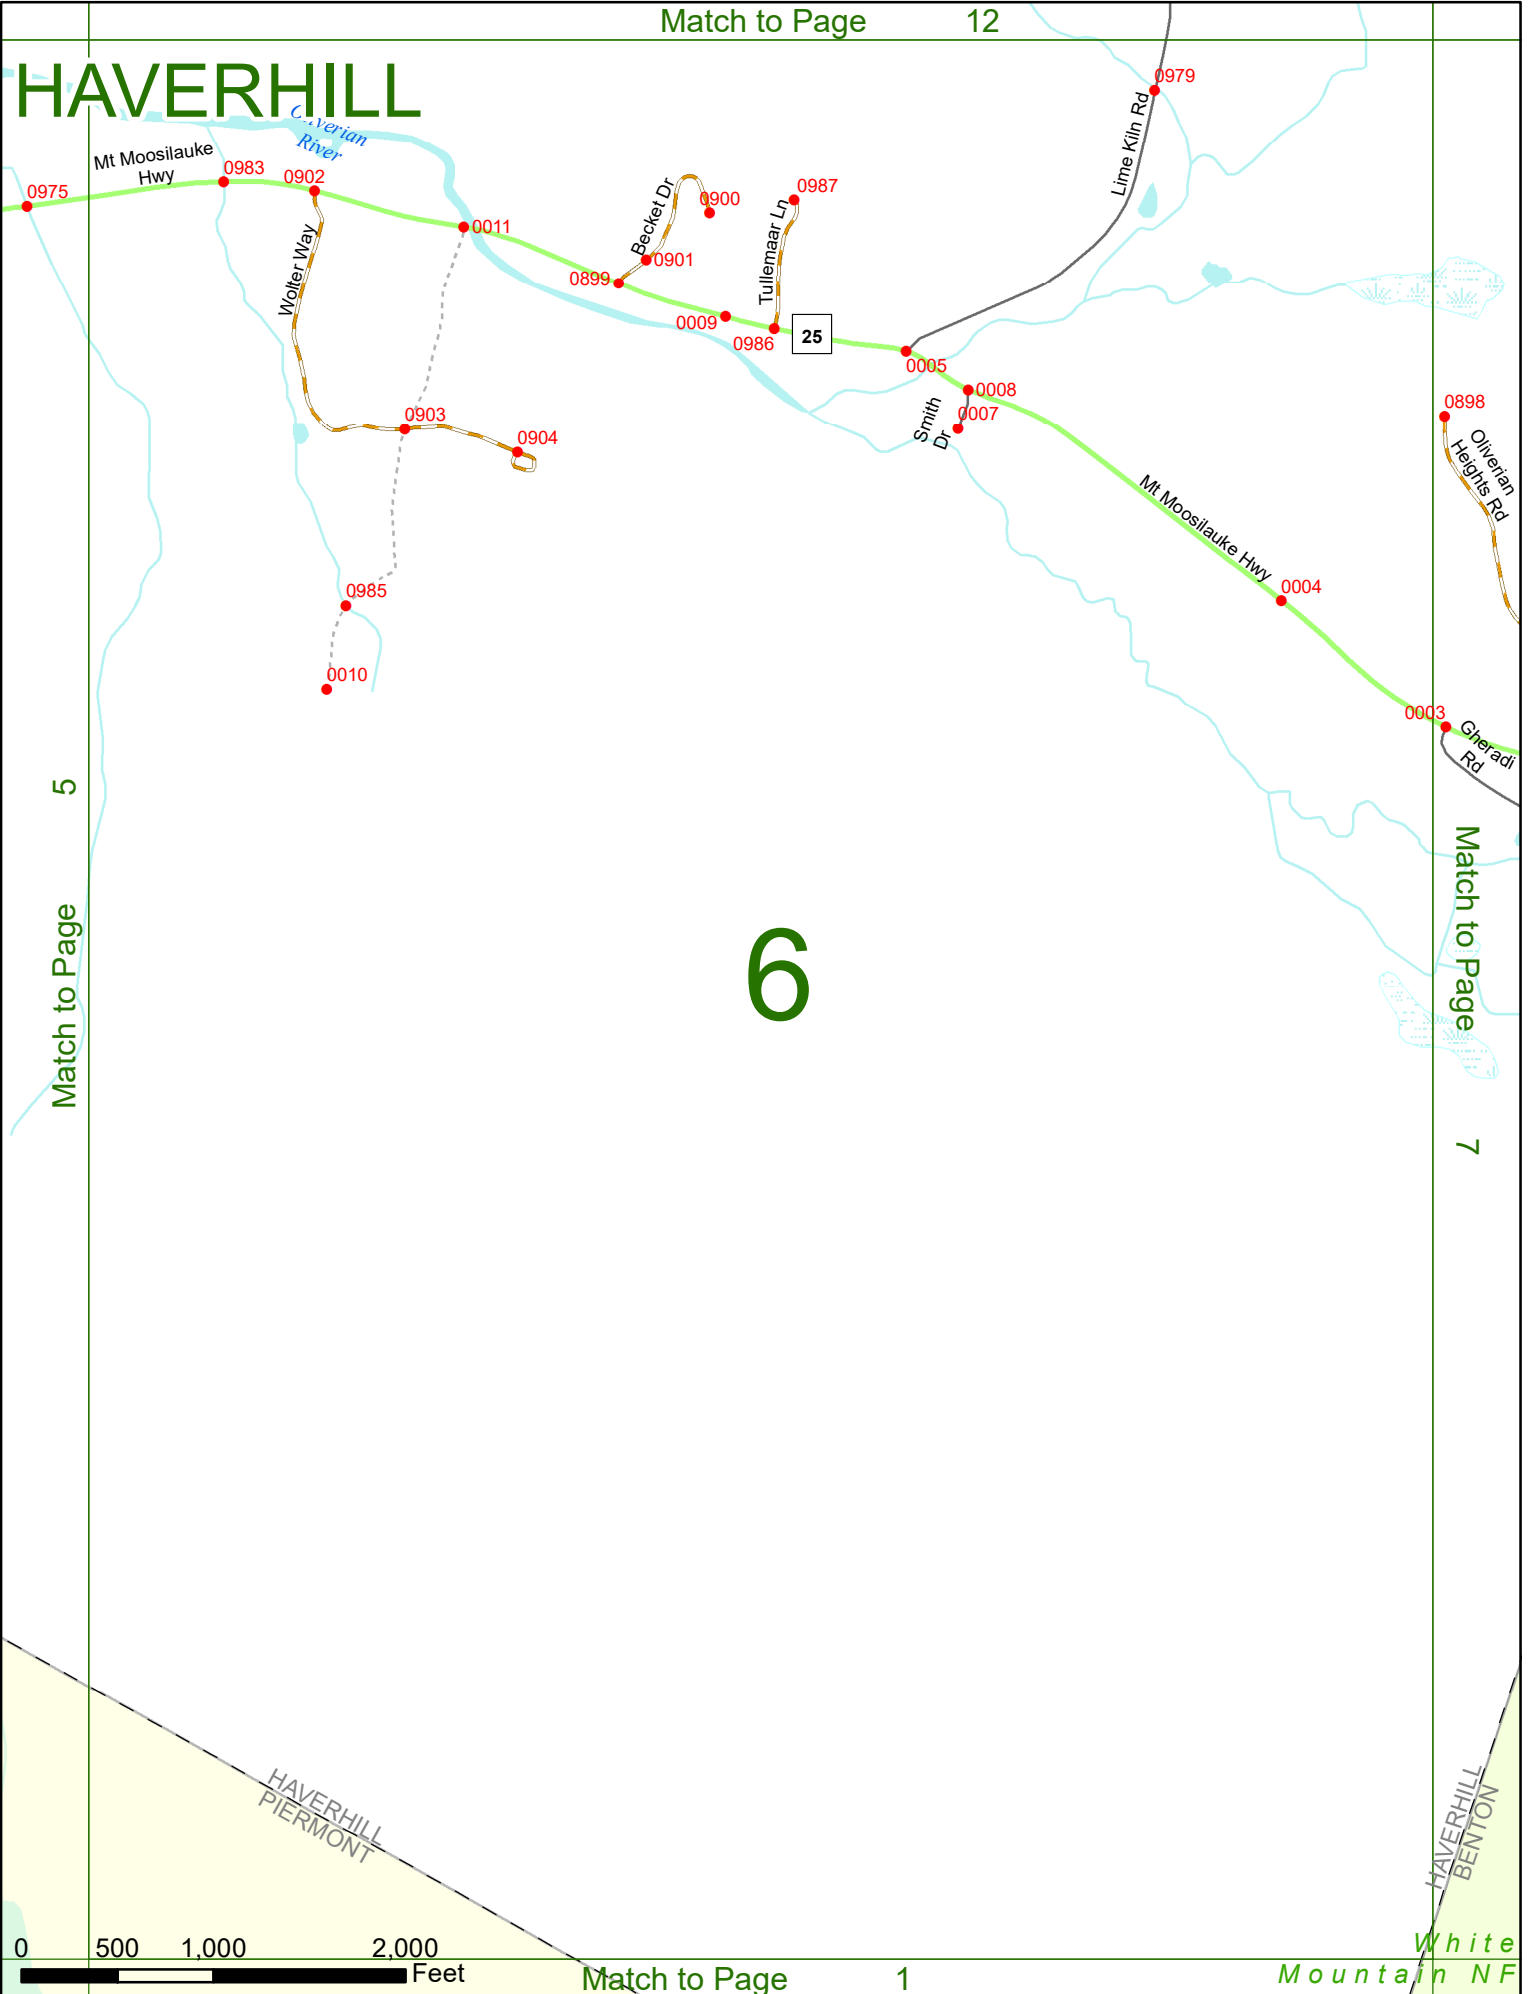 Match to Page 12
HAVERHILL
Oliverian
River
Mt Moosilauke
Hwy
0975
0983
0902
0011
Wolter Way
Becket Dr
0900
0901
0899
Tullemaar Ln
0987
0009
0986
25
Lime Kiln Rd
0979
0005
0008
0007
Smith
Dr
0903
0904
0985
0010
0898
Oliverian
Heights Rd
Mt Moosilauke Hwy
0004
0003
Gheradi
Rd
Match to Page 5
6
Match to Page 7
HAVERHILL
PIERMONT
HAVERHILL
BENTON
0 500 1,000 2,000
Feet
Match to Page 1
White
Mountain NF